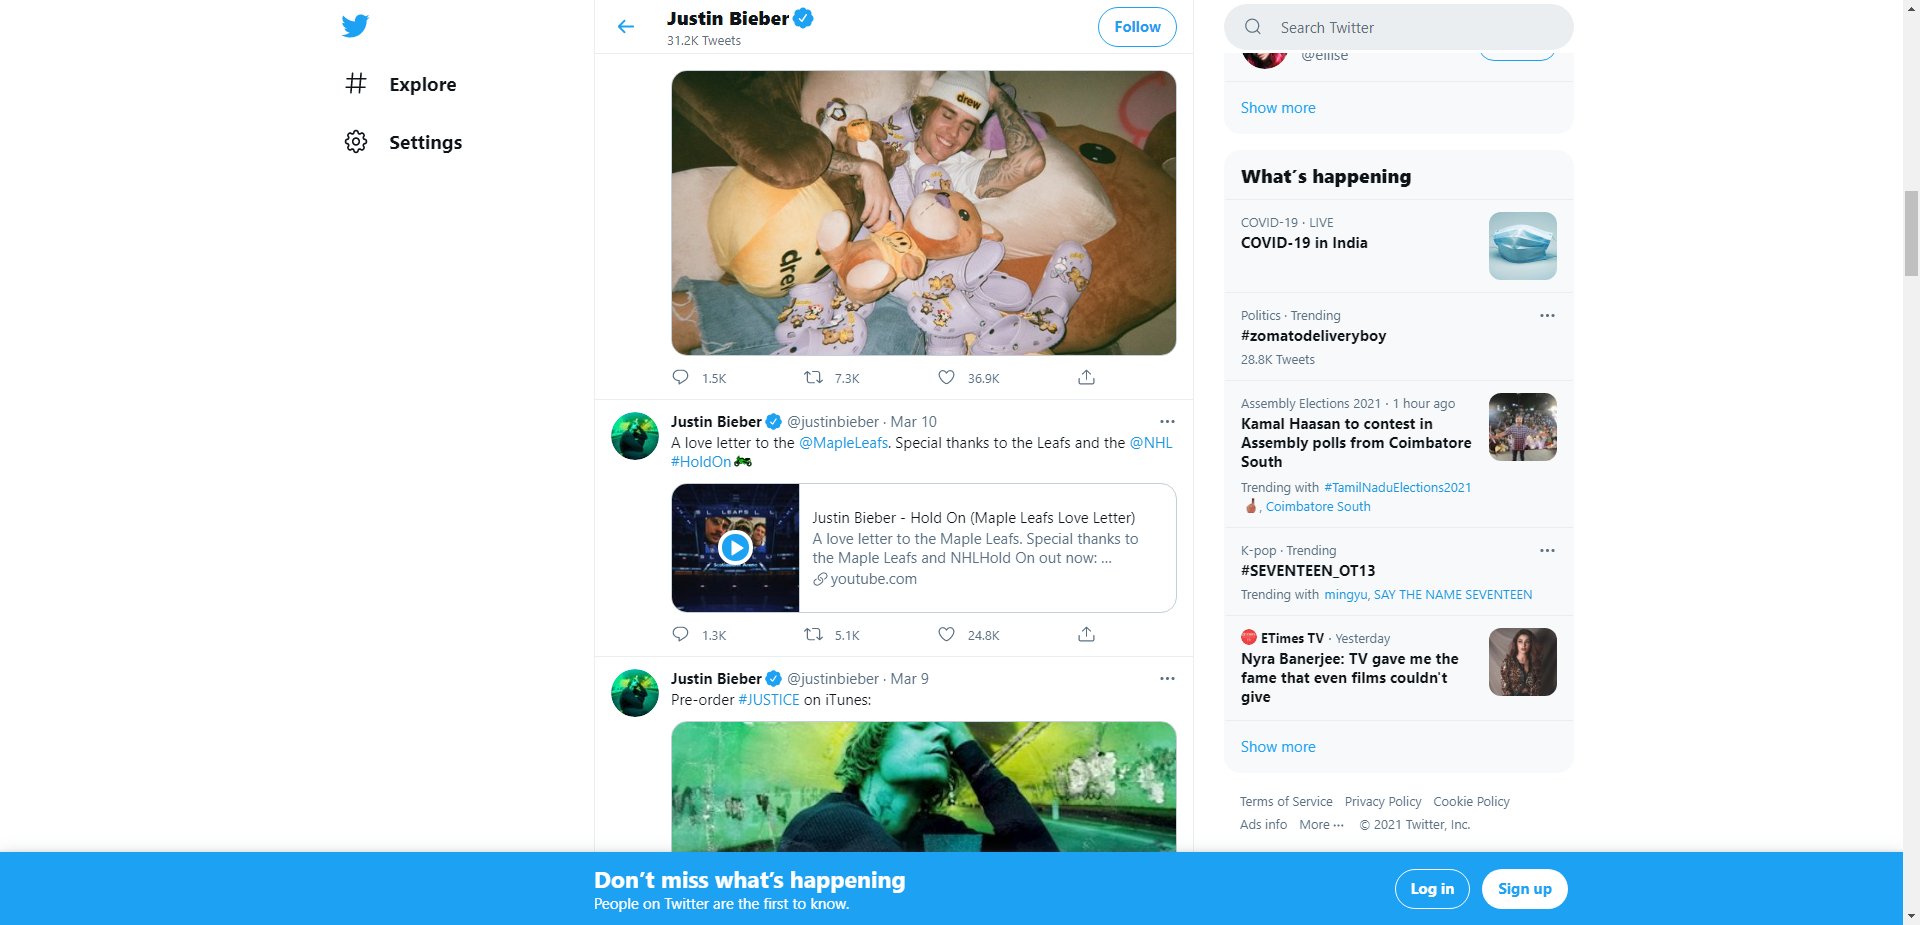 Justin Bieber
31.2K Tweets
Follow
Search Twitter
Explore
Settings
drew
drew
1.5K
7.3K
36.9K
Justin Bieber @justinbieber · Mar 10
A love letter to the @MapleLeafs. Special thanks to the Leafs and the @NHL
#HoldOn
LEAFS
Justin Bieber - Hold On (Maple Leafs Love Letter)
A love letter to the Maple Leafs. Special thanks to
the Maple Leafs and NHLHold On out now: ...
youtube.com
1.3K
5.1K
24.8K
Justin Bieber @justinbieber · Mar 9
Pre-order #JUSTICE on iTunes:
@ellise
Show more
What's happening
COVID-19 · LIVE
COVID-19 in India
Politics · Trending
#zomatodeliveryboy
28.8K Tweets
Assembly Elections 2021 · 1 hour ago
Kamal Haasan to contest in
Assembly polls from Coimbatore
South
Trending with #TamilNaduElections2021
, Coimbatore South
K-pop · Trending
#SEVENTEEN_OT13
Trending with mingyu, SAY THE NAME SEVENTEEN
ETimes TV · Yesterday
Nyra Banerjee: TV gave me the
fame that even films couldn't
give
Show more
Terms of Service Privacy Policy Cookie Policy
Ads info More ··· © 2021 Twitter, Inc.
Don't miss what's happening
People on Twitter are the first to know.
Log in
Sign up